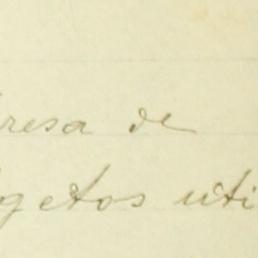 resa de
getos uti